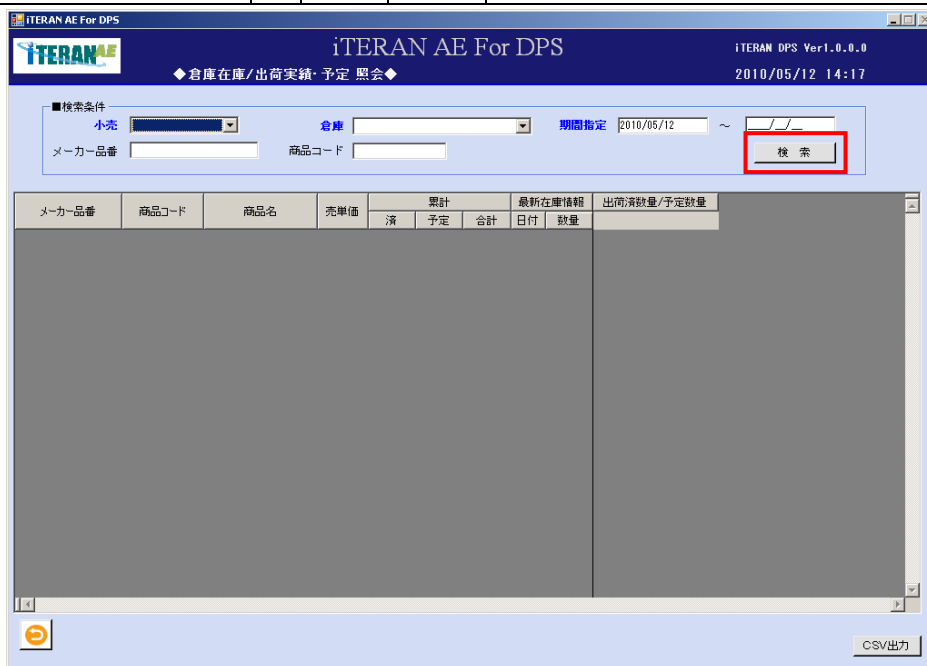 iTERAN AE For DPS
iTERAN AE
iTERAN AE For DPS
iTERAN DPS Ver1.0.0.0
◆倉庫在庫/出荷実績・予定 照会◆
2010/05/12 14:17
■検索条件
小売 倉庫 期間指定 2010/05/12 ～ __/_/_
メーカー品番 商品コード 検 索
メーカー品番 商品コード 商品名 売単価 累計 最新在庫情報 出荷済数量/予定数量
済 予定 合計 日付 数量
CSV出力